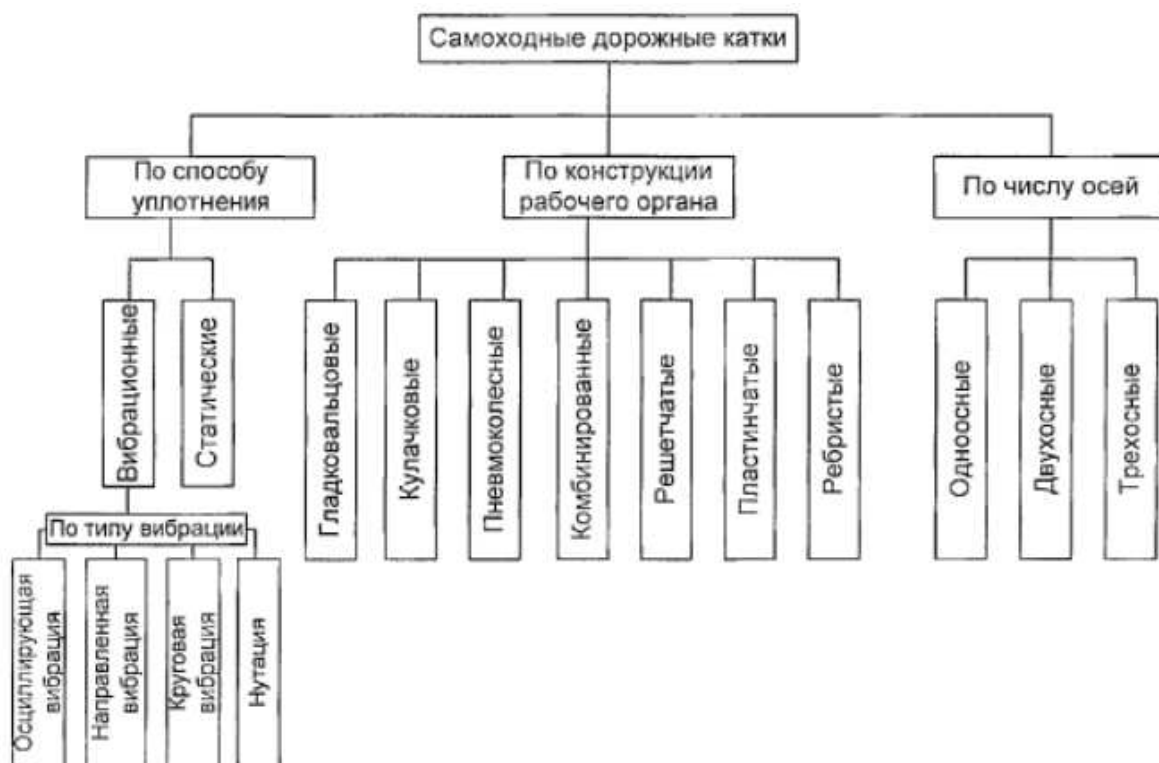 Самоходные дорожные катки
По способу
уплотнения
По конструкции
рабочего органа
По числу осей
Вибрационные
Статические
Гладковальцовые
Кулачковые
Пневмоколесные
Комбинированные
Решетчатые
Пластинчатые
Ребристые
Одноосные
Двухосные
Трехосные
По типу вибрации
Осциллирующая
вибрация
Направленная
вибрация
Круговая
вибрация
Нутация